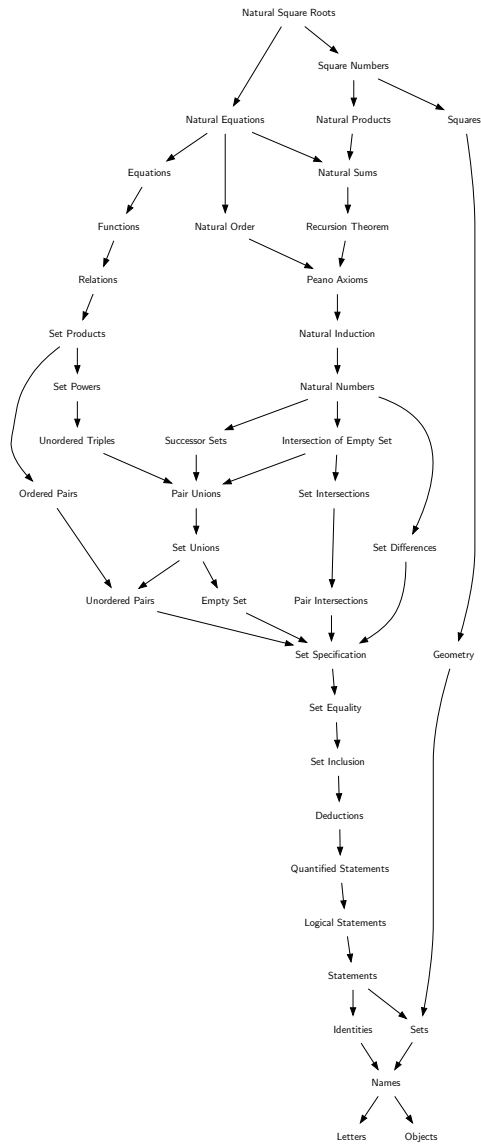 Natural Square Roots
Square Numbers
Natural Equations
Natural Products
Squares
Equations
Natural Sums
Functions
Natural Order
Recursion Theorem
Relations
Peano Axioms
Set Products
Natural Induction
Set Powers
Natural Numbers
Unordered Triples
Successor Sets
Intersection of Empty Set
Ordered Pairs
Pair Unions
Set Intersections
Set Unions
Set Differences
Unordered Pairs
Empty Set
Pair Intersections
Set Specification
Geometry
Set Equality
Set Inclusion
Deductions
Quantified Statements
Logical Statements
Statements
Identities
Sets
Names
Letters
Objects